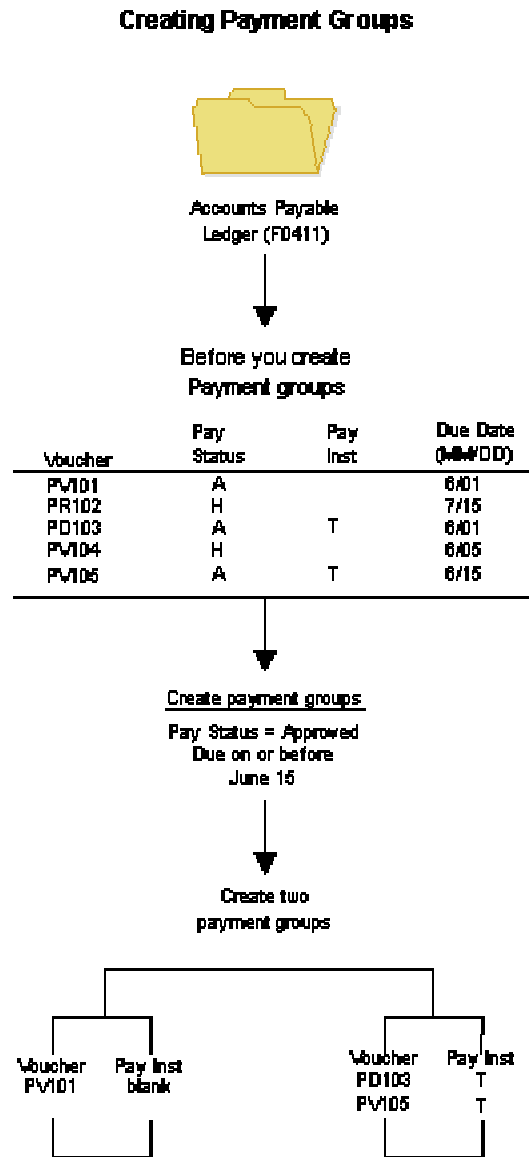 Creating Payment Groups
Accounts Payable
Ledger (F0411)
Before you create
Payment groups
Voucher Pay Status Pay Inst Due Date (MM/DD)
PV101 A 6/01
PR102 H 7/15
PD103 A T 6/01
PV104 H 6/05
PV105 A T 6/15
Create payment groups
Pay Status = Approved
Due on or before
June 15
Create two
payment groups
Voucher Pay Inst
PV101 blank
Voucher Pay Inst
PD103 T
PV105 T